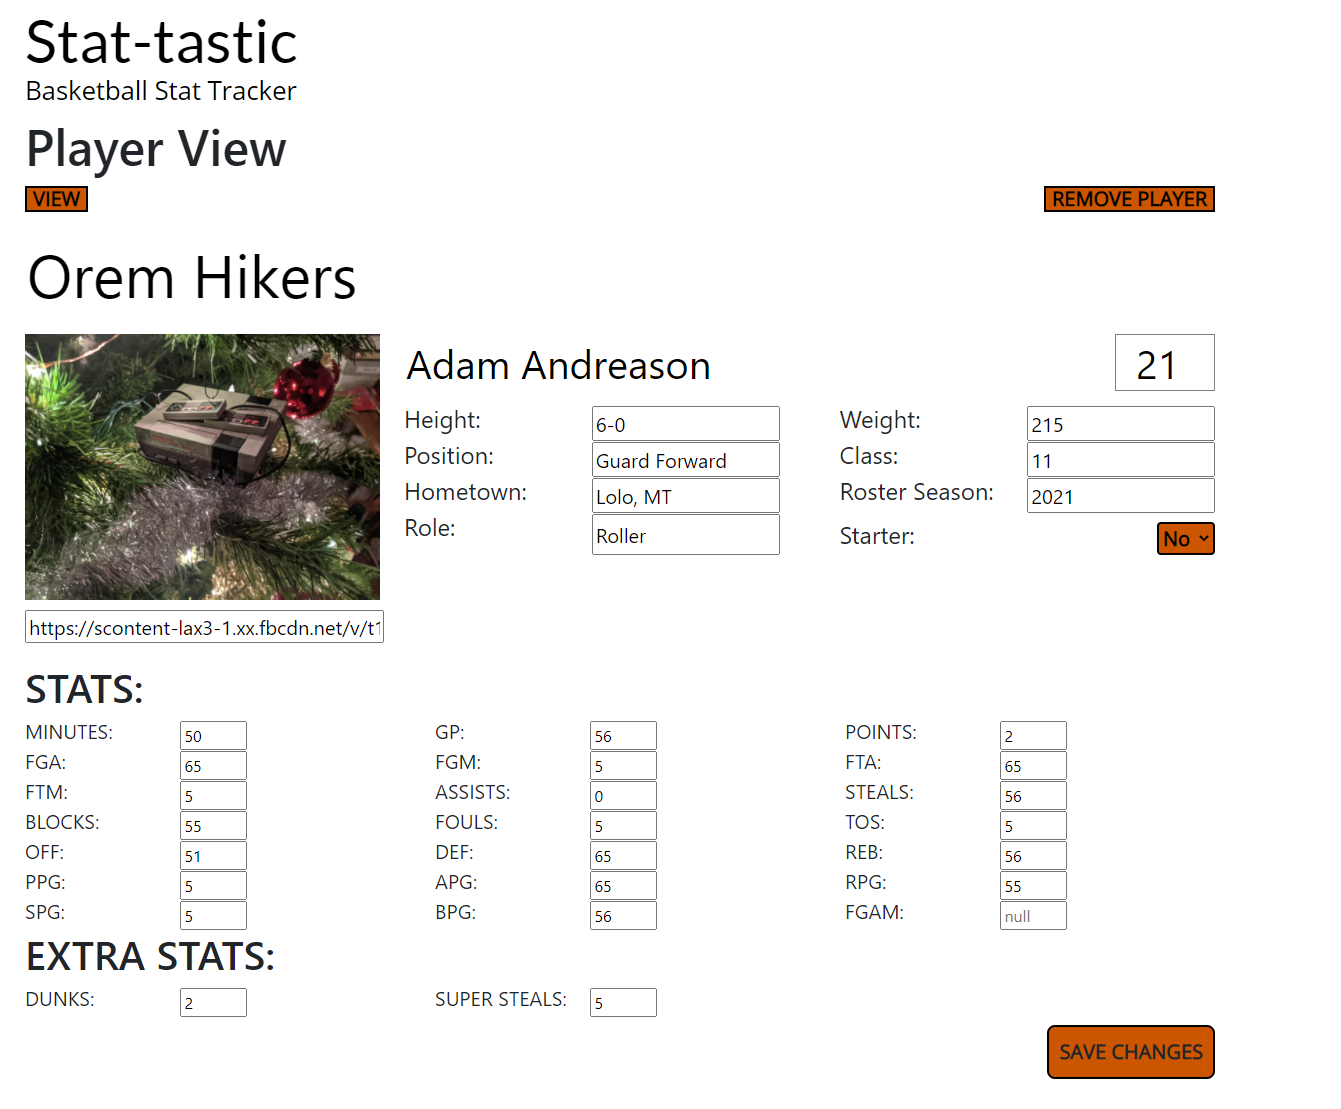 Stat-tastic
Basketball Stat Tracker
Player View
VIEW REMOVE PLAYER
Orem Hikers
Adam Andreason 21
Height: 6-0 Weight: 215
Position: Guard Forward Class: 11
Hometown: Lolo, MT Roster Season: 2021
Role: Roller Starter: No
https://scontent-lax3-1.xx.fbcdn.net/v/t1
STATS:
MINUTES: 50 GP: 56 POINTS: 2
FGA: 65 FGM: 5 FTA: 65
FTM: 5 ASSISTS: 0 STEALS: 56
BLOCKS: 55 FOULS: 5 TOS: 5
OFF: 51 DEF: 65 REB: 56
PPG: 5 APG: 65 RPG: 55
SPG: 5 BPG: 56 FGAM: null
EXTRA STATS:
DUNKS: 2 SUPER STEALS: 5
SAVE CHANGES